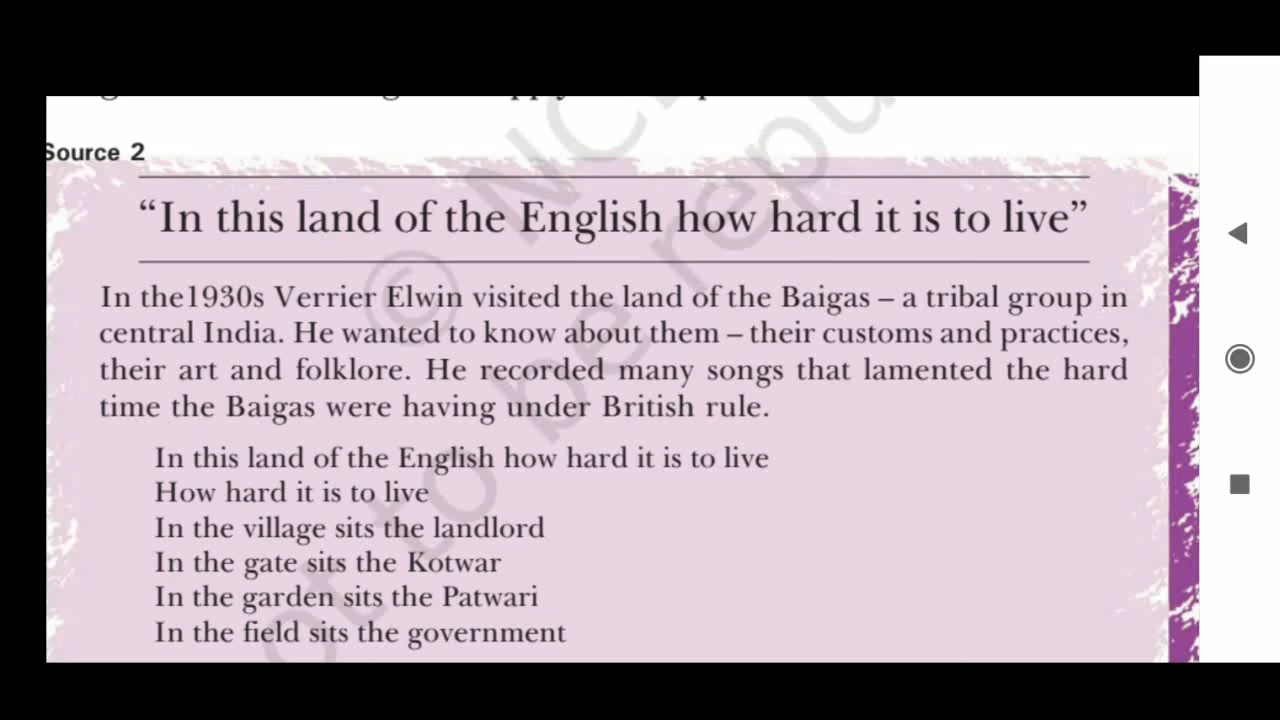 Source 2
“In this land of the English how hard it is to live”
In the1930s Verrier Elwin visited the land of the Baigas – a tribal group in
central India. He wanted to know about them – their customs and practices,
their art and folklore. He recorded many songs that lamented the hard
time the Baigas were having under British rule.
In this land of the English how hard it is to live
How hard it is to live
In the village sits the landlord
In the gate sits the Kotwar
In the garden sits the Patwari
In the field sits the government